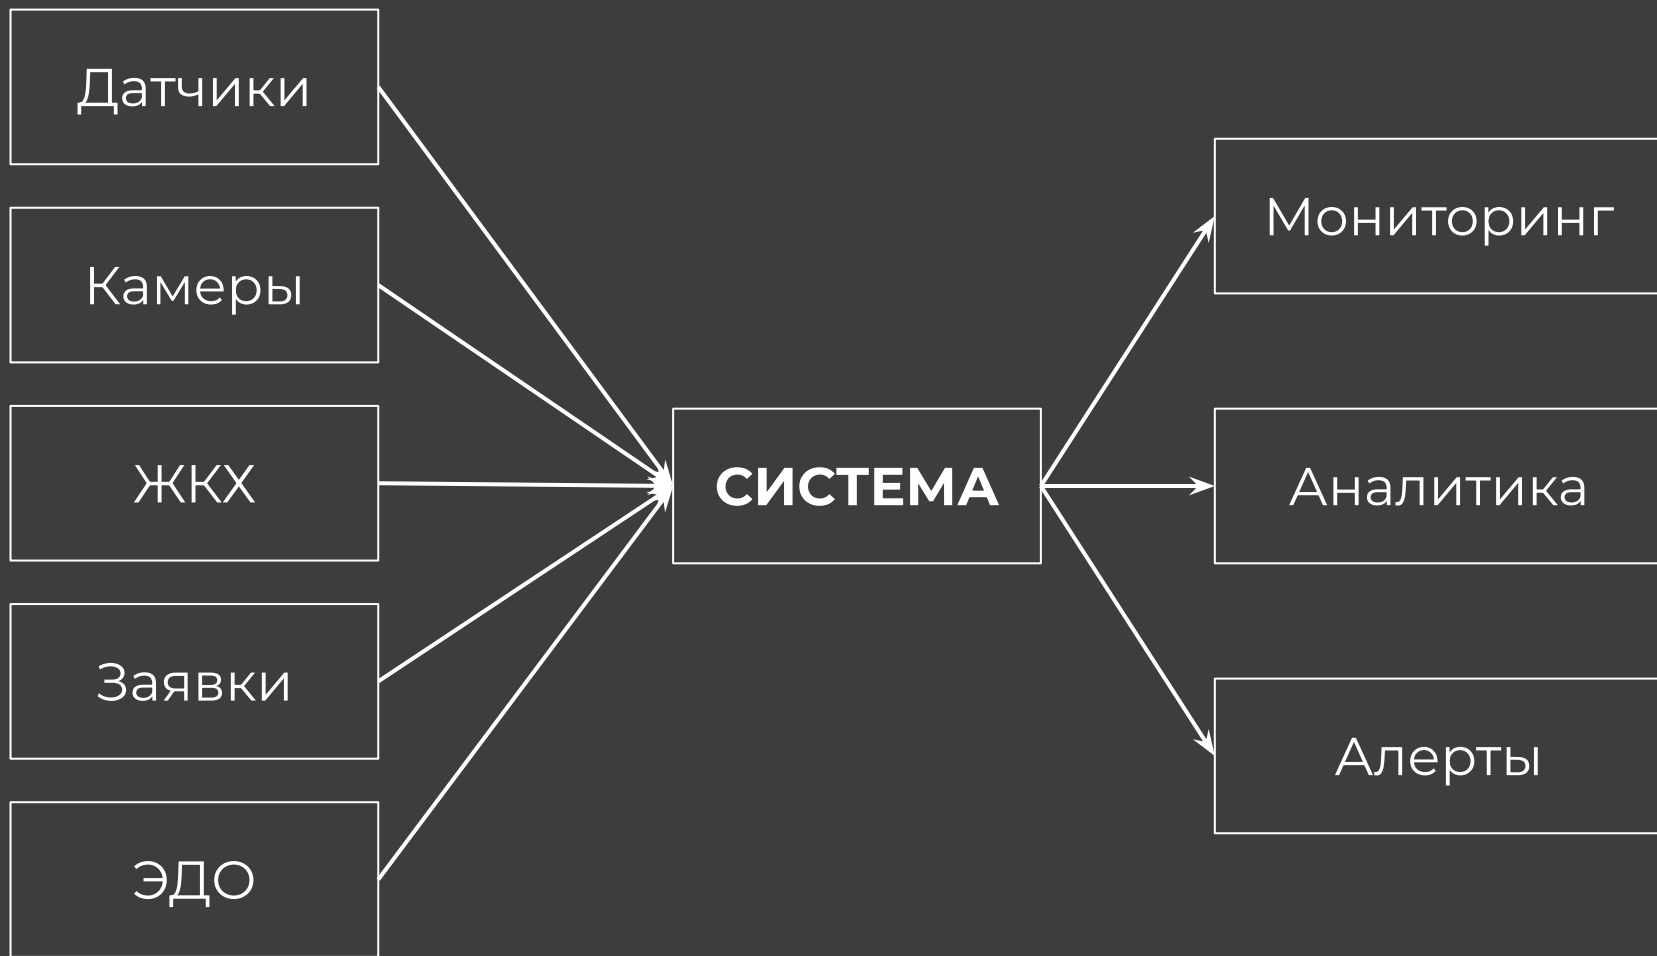 Датчики
Камеры
ЖКХ
Заявки
ЭДО
СИСТЕМА
Мониторинг
Аналитика
Алерты